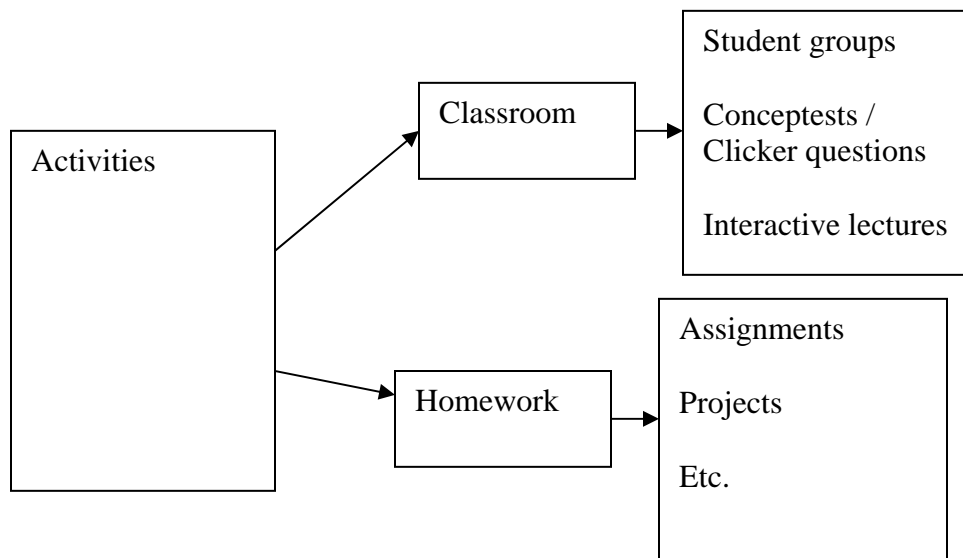 Activities
Classroom
Student groups
Conceptests /
Clicker questions
Interactive lectures
Homework
Assignments
Projects
Etc.